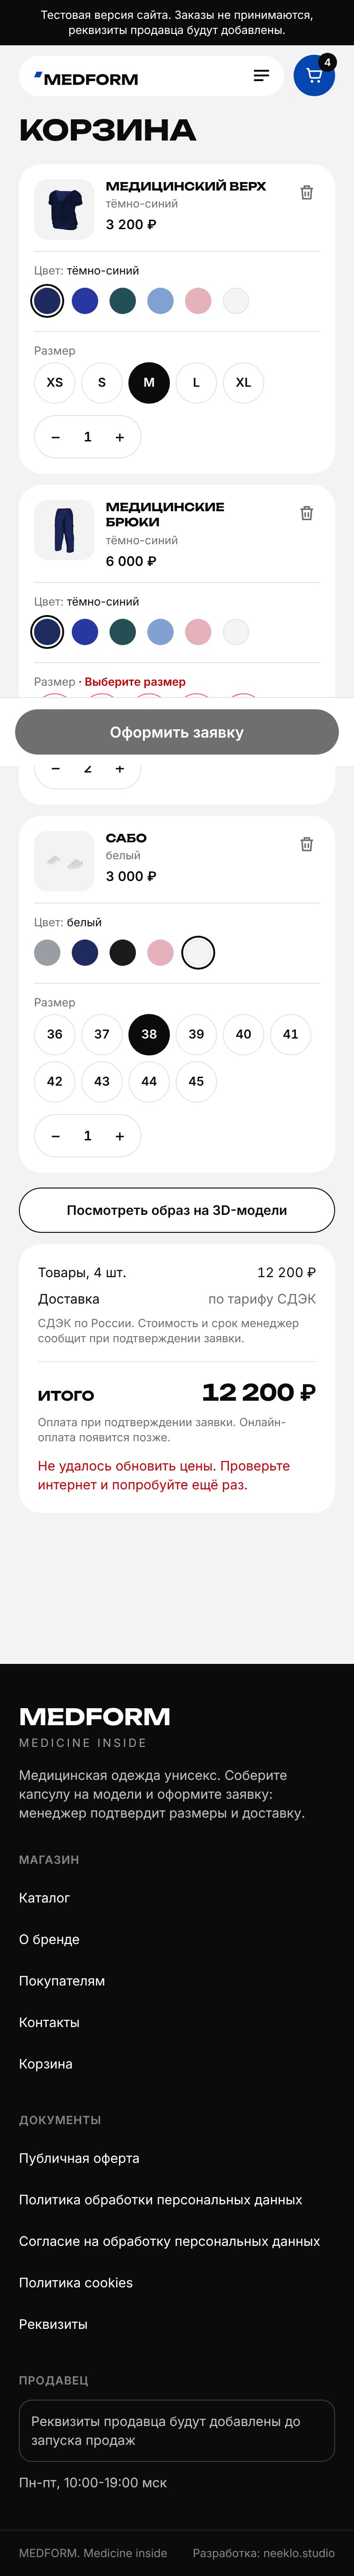 Тестовая версия сайта. Заказы не принимаются,
реквизиты продавца будут добавлены.
MEDFORM
4
КОРЗИНА
МЕДИЦИНСКИЙ ВЕРХ
тёмно-синий
3 200 ₽
Цвет: тёмно-синий
Размер
XS S M L XL
− 1 +
МЕДИЦИНСКИЕ
БРЮКИ
тёмно-синий
6 000 ₽
Цвет: тёмно-синий
Размер · Выберите размер
Оформить заявку
− 2 +
САБО
белый
3 000 ₽
Цвет: белый
Размер
36 37 38 39 40 41
42 43 44 45
− 1 +
Посмотреть образ на 3D-модели
Товары, 4 шт. 12 200 ₽
Доставка по тарифу СДЭК
СДЭК по России. Стоимость и срок менеджер
сообщит при подтверждении заявки.
ИТОГО 12 200 ₽
Оплата при подтверждении заявки. Онлайн-
оплата появится позже.
Не удалось обновить цены. Проверьте
интернет и попробуйте ещё раз.
MEDFORM
MEDICINE INSIDE
Медицинская одежда унисекс. Соберите
капсулу на модели и оформите заявку:
менеджер подтвердит размеры и доставку.
МАГАЗИН
Каталог
О бренде
Покупателям
Контакты
Корзина
ДОКУМЕНТЫ
Публичная оферта
Политика обработки персональных данных
Согласие на обработку персональных данных
Политика cookies
Реквизиты
ПРОДАВЕЦ
Реквизиты продавца будут добавлены до
запуска продаж
Пн-пт, 10:00-19:00 мск
MEDFORM. Medicine inside Разработка: neeklo.studio